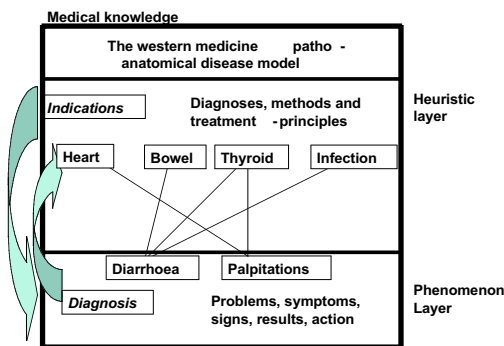 Medical knowledge
The western medicine patho -
anatomical disease model
Indications
Diagnoses, methods and
treatment -principles
Heuristic
layer
Heart Bowel Thyroid Infection
Diarrhoea Palpitations
Diagnosis
Problems, symptoms,
signs, results, action
Phenomenon
Layer